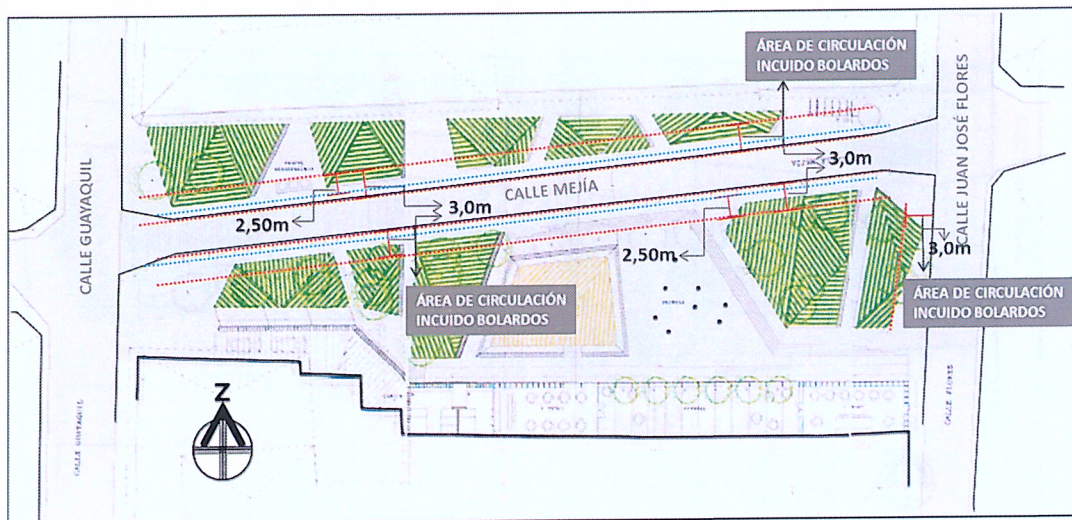 ÁREA DE CIRCULACIÓN
INCUIDO BOLARDOS
CALLE GUAYAQUIL
CALLE JUAN JOSÉ FLORES
3,0m
CALLE MEJÍA
2,50m
3,0m
2,50m
3,0m
ÁREA DE CIRCULACIÓN
INCUIDO BOLARDOS
ÁREA DE CIRCULACIÓN
INCUIDO BOLARDOS
N
CALLE GUAYAQUIL
CALLE FLORES